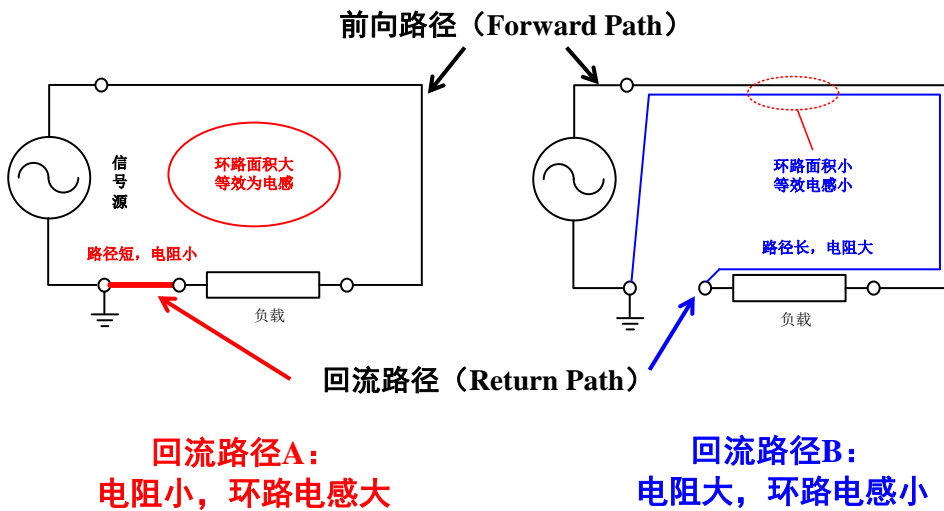 前向路径（Forward Path）
信
号
源
环路面积大
等效为电感
路径短，电阻小
负载
环路面积小
等效电感小
路径长，电阻大
负载
回流路径（Return Path）
回流路径A：
电阻小，环路电感大
回流路径B：
电阻大，环路电感小